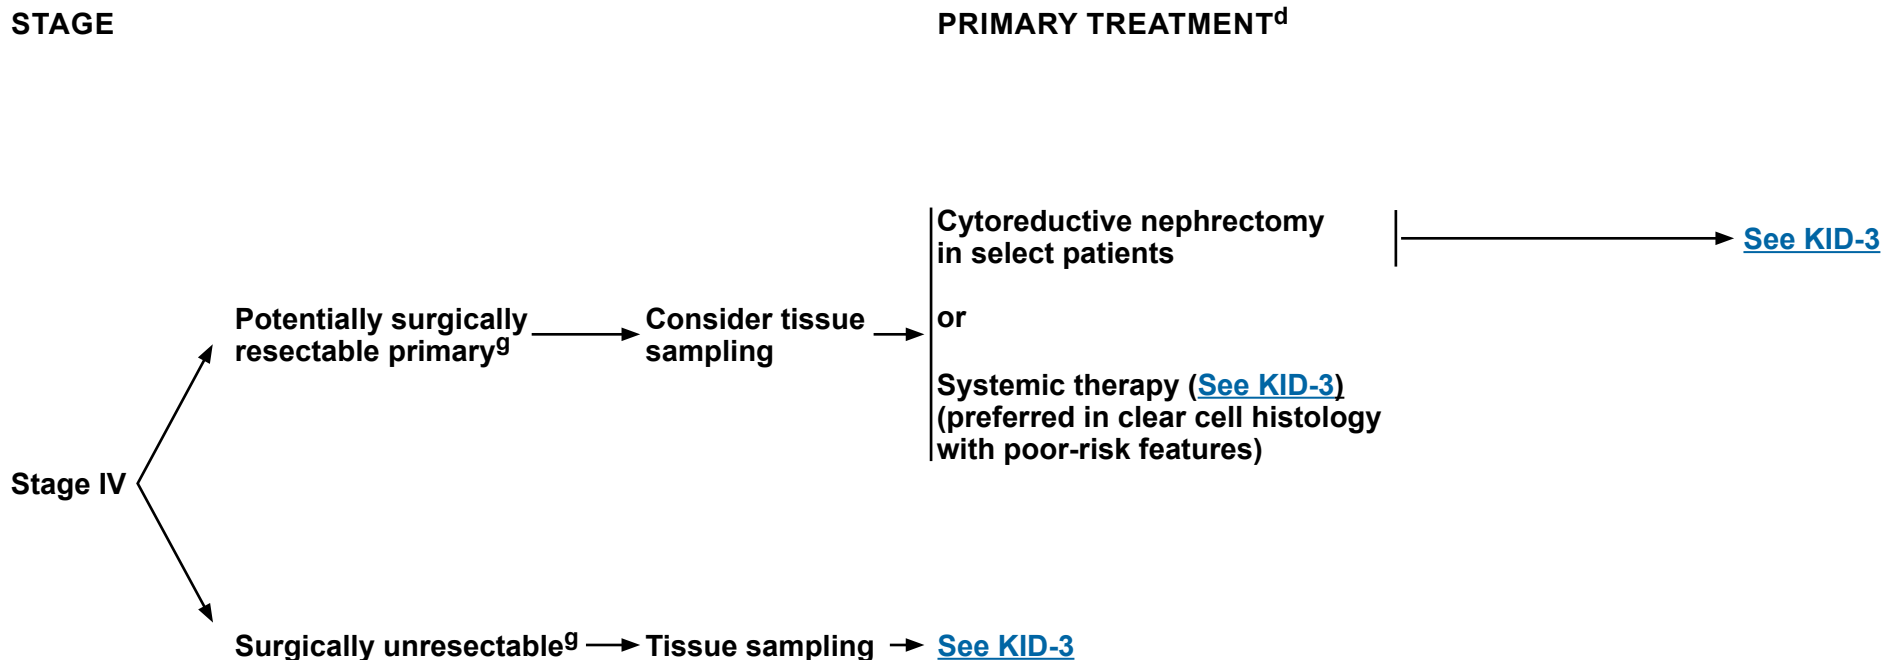 STAGE
PRIMARY TREATMENTd
Cytoreductive nephrectomy
in select patients
See KID-3
Potentially surgically
resectable primaryg
Consider tissue
sampling
or
Systemic therapy (See KID-3)
(preferred in clear cell histology
with poor-risk features)
Stage IV
Surgically unresectableg
Tissue sampling
See KID-3